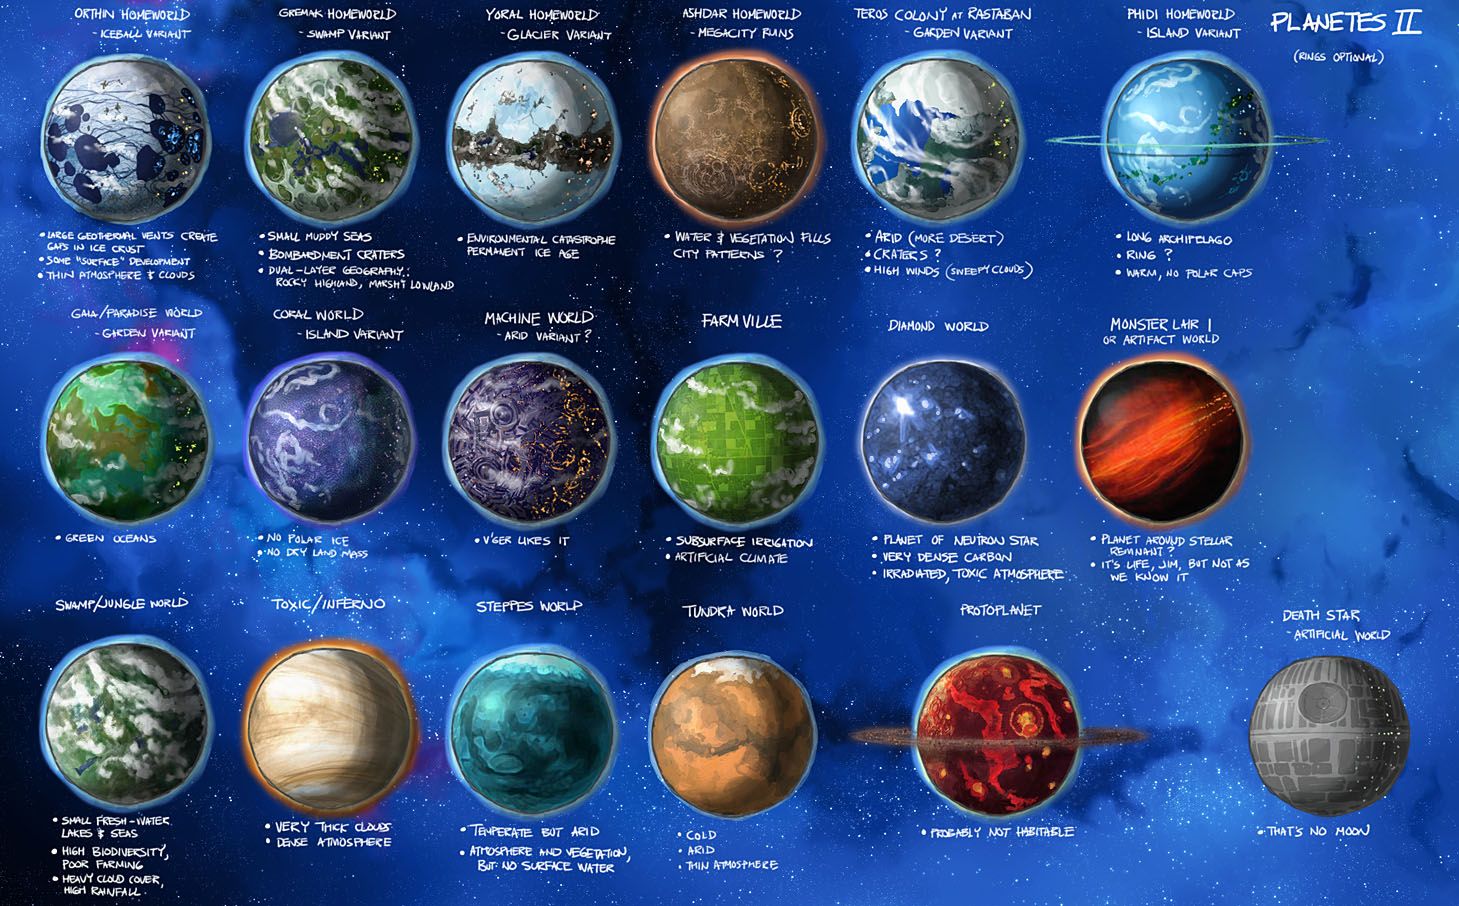 ORTHIN HOMEWORLD
- ICEBALL VARIANT
GREMAK HOMEWORLD
- SWAMP VARIANT
YORAL HOMEWORLD
- GLACIER VARIANT
ASHDAR HOMEWORLD
- MEGACITY RUINS
TEROS COLONY AT RASTABAN
- GARDEN VARIANT
PHIDI HOMEWORLD
- ISLAND VARIANT
PLANETES II
(RINGS OPTIONAL)
• LARGE GEOTHERMAL VENTS CREATE
GAPS IN ICE CRUST
• SOME "SURFACE" DEVELOPMENT
• THIN ATMOSPHERE & CLOUDS
• SMALL MUDDY SEAS
• BOMBARDMENT CRATERS
• DUAL-LAYER GEOGRAPHY:
ROCKY HIGHLAND, MARSHY LOWLAND
• ENVIRONMENTAL CATASTROPHE
PERMANENT ICE AGE
• WATER & VEGETATION FILLS
CITY PATTERNS ?
• ARID (MORE DESERT)
• CRATERS ?
• HIGH WINDS (SWEEPY CLOUDS)
• LONG ARCHIPELAGO
• RING ?
• WARM, NO POLAR CAPS
GAIA/PARADISE WORLD
- GARDEN VARIANT
CORAL WORLD
- ISLAND VARIANT
MACHINE WORLD
- ARID VARIANT ?
FARMVILLE
DIAMOND WORLD
MONSTER LAIR |
OR ARTIFACT WORLD
• GREEN OCEANS
• NO POLAR ICE
• NO DRY LAND MASS
• V'GER LIKES IT
• SUBSURFACE IRRIGATION
• ARTIFICIAL CLIMATE
• PLANET OF NEUTRON STAR
• VERY DENSE CARBON
• IRRADIATED, TOXIC ATMOSPHERE
• PLANET AROUND STELLAR
REMNANT ?
• IT'S LIFE, JIM, BUT NOT AS
WE KNOW IT
SWAMP/JUNGLE WORLD
TOXIC/INFERNO
STEPPES WORLD
TUNDRA WORLD
PROTOPLANET
DEATH STAR
- ARTIFICIAL WORLD
• SMALL FRESH-WATER
LAKES & SEAS
• HIGH BIODIVERSITY,
POOR FARMING
• HEAVY CLOUD COVER,
HIGH RAINFALL
• VERY THICK CLOUDS
• DENSE ATMOSPHERE
• TEMPERATE BUT ARID
• ATMOSPHERE AND VEGETATION,
BUT NO SURFACE WATER
• COLD
• ARID
• THIN ATMOSPHERE
• PROBABLY NOT HABITABLE
• THAT'S NO MOON